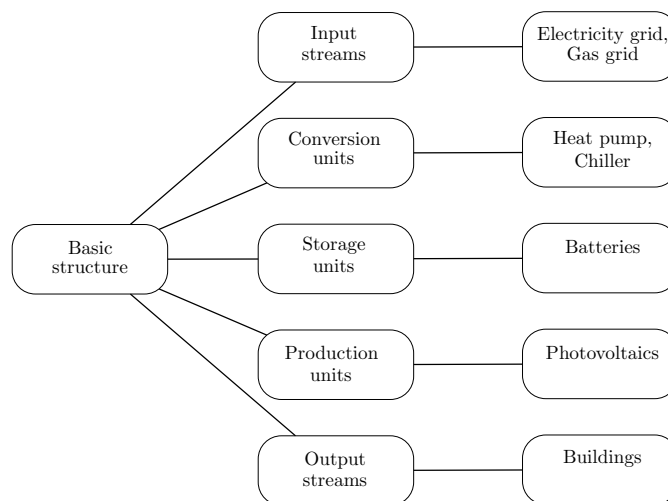 Input
streams
Electricity grid,
Gas grid
Conversion
units
Heat pump,
Chiller
Basic
structure
Storage
units
Batteries
Production
units
Photovoltaics
Output
streams
Buildings